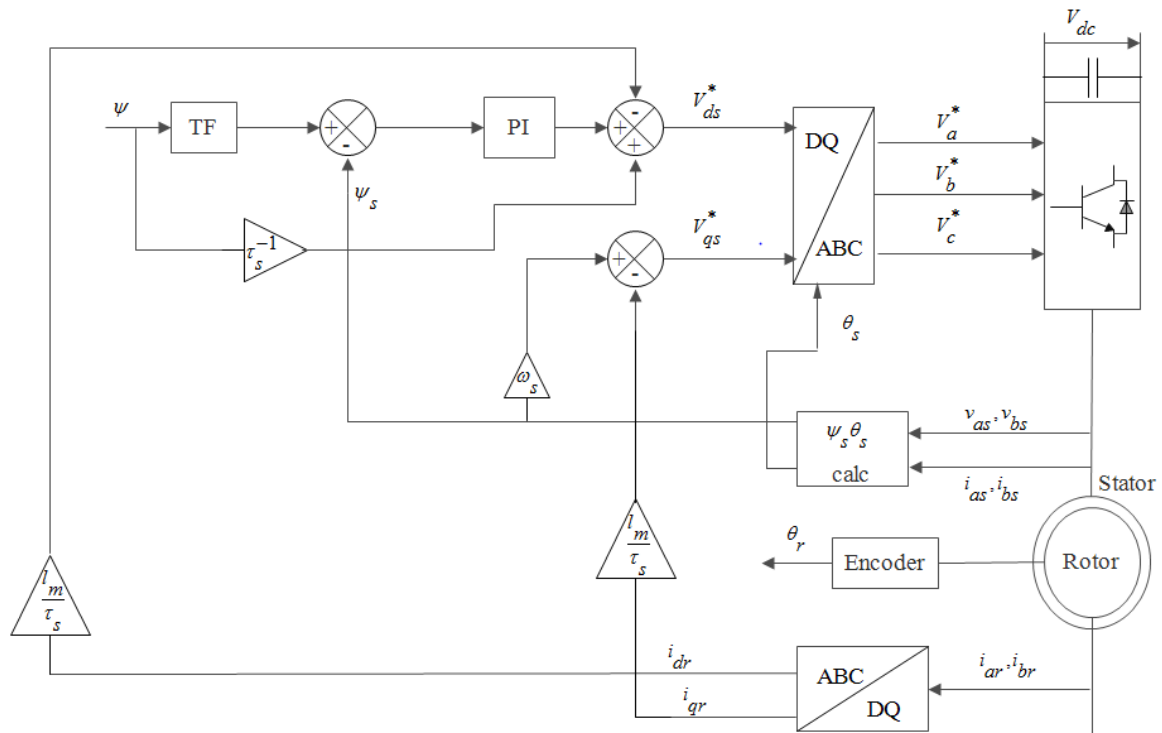 V_dc
ψ
TF
+
-
PI
-
+
+
V*_ds
DQ
ABC
V*_a
V*_b
V*_c
ψ_s
τ_s^{-1}
+
-
V*_qs
θ_s
ω_s
ψ_s θ_s
calc
v_as, v_bs
i_as, i_bs
Stator
l_m
τ_s
θ_r
Encoder
Rotor
l_m
τ_s
i_dr
i_qr
ABC
DQ
i_ar, i_br